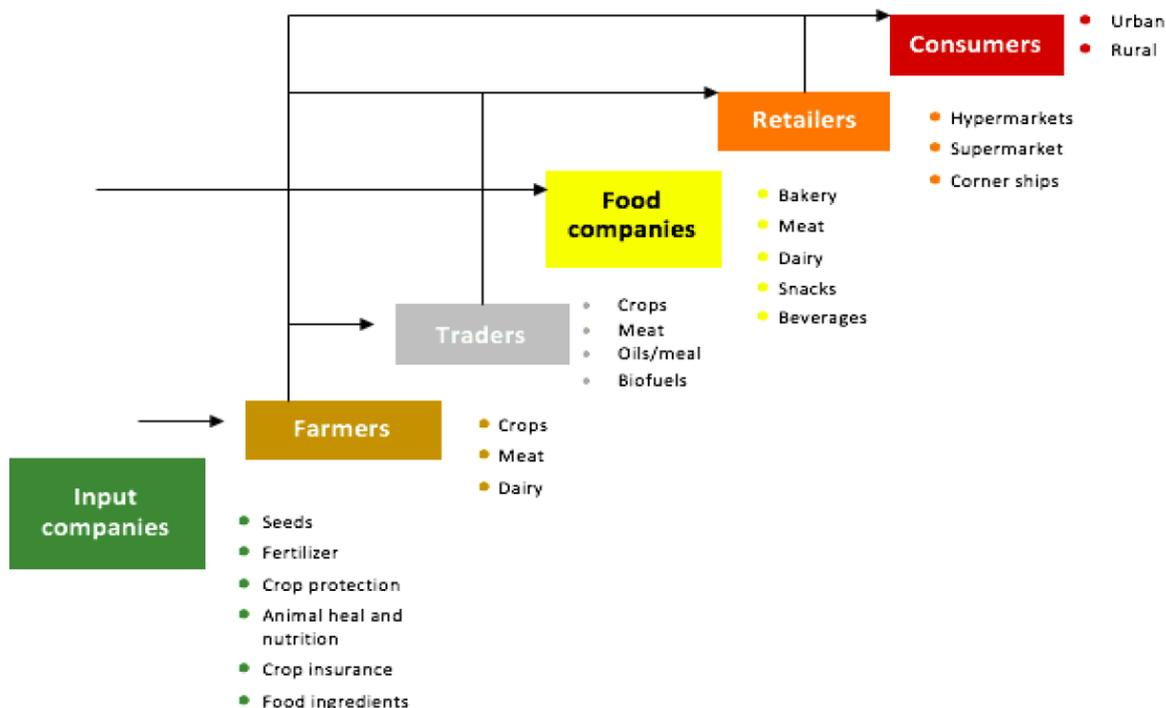 Consumers
Urban
Rural
Retailers
Hypermarkets
Supermarket
Corner ships
Food
companies
Bakery
Meat
Dairy
Snacks
Beverages
Traders
Crops
Meat
Oils/meal
Biofuels
Farmers
Crops
Meat
Dairy
Input
companies
Seeds
Fertilizer
Crop protection
Animal heal and
nutrition
Crop insurance
Food ingredients